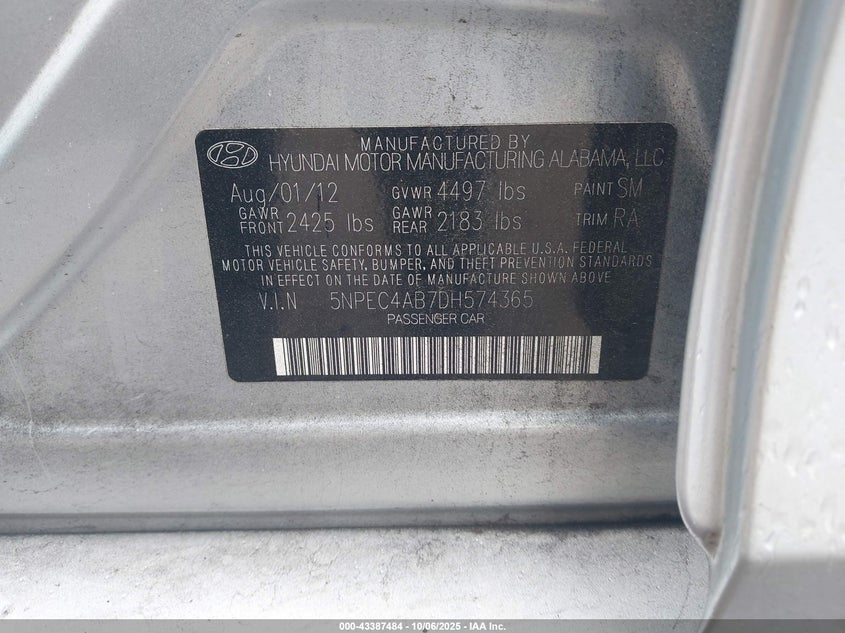 MANUFACTURED BY
HYUNDAI MOTOR MANUFACTURING ALABAMA, LLC
Aug/01/12 GVWR 4497 lbs PAINT SM
GAWR FRONT 2425 lbs GAWR REAR 2183 lbs TRIM RA
THIS VEHICLE CONFORMS TO ALL APPLICABLE U.S.A. FEDERAL
MOTOR VEHICLE SAFETY, BUMPER, AND THEFT PREVENTION STANDARDS
IN EFFECT ON THE DATE OF MANUFACTURE SHOWN ABOVE
V.I.N 5NPEC4AB7DH574365
PASSENGER CAR
000-43387484 - 10/06/2025 - IAA Inc.